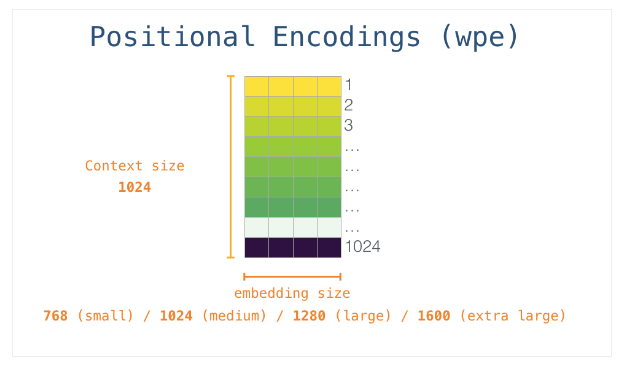 Positional Encodings (wpe)
1
2
3
...
...
...
...
...
1024
Context size
1024
embedding size
768 (small) / 1024 (medium) / 1280 (large) / 1600 (extra large)